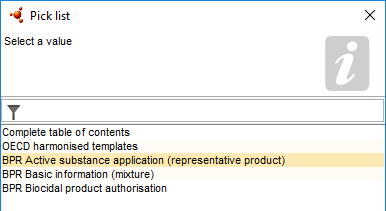 Pick list
Select a value
Complete table of contents
OECD harmonised templates
BPR Active substance application (representative product)
BPR Basic information (mixture)
BPR Biocidal product authorisation